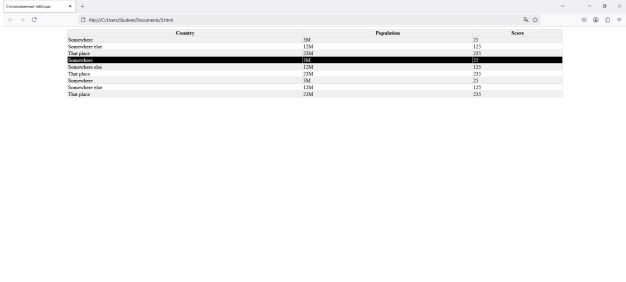 Стилизованные таблицы
file:///C:/Users/Student/Documents/3.html
Country Population Score
Somewhere 3M 25
Somewhere else 12M 125
That place 23M 235
Somewhere 3M 25
Somewhere else 12M 125
That place 23M 235
Somewhere 3M 25
Somewhere else 12M 125
That place 23M 235